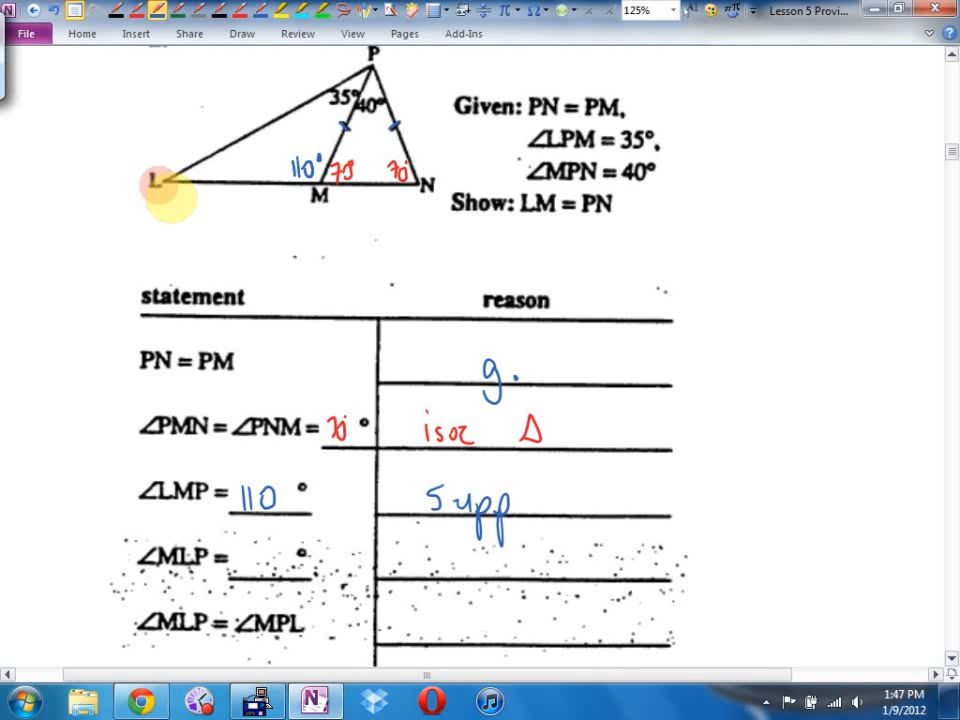 125%
Lesson 5 Provi...
File Home Insert Share Draw Review View Pages Add-Ins
P
35° 40°
110° 70° 70°
L
M
N
Given: PN = PM,
∠LPM = 35°,
∠MPN = 40°
Show: LM = PN
statement reason
PN = PM g.
∠PMN = ∠PNM = 70° isoc Δ
∠LMP = 110° Supp
∠MLP = °
∠MLP = ∠MPL
1:47 PM
1/9/2012